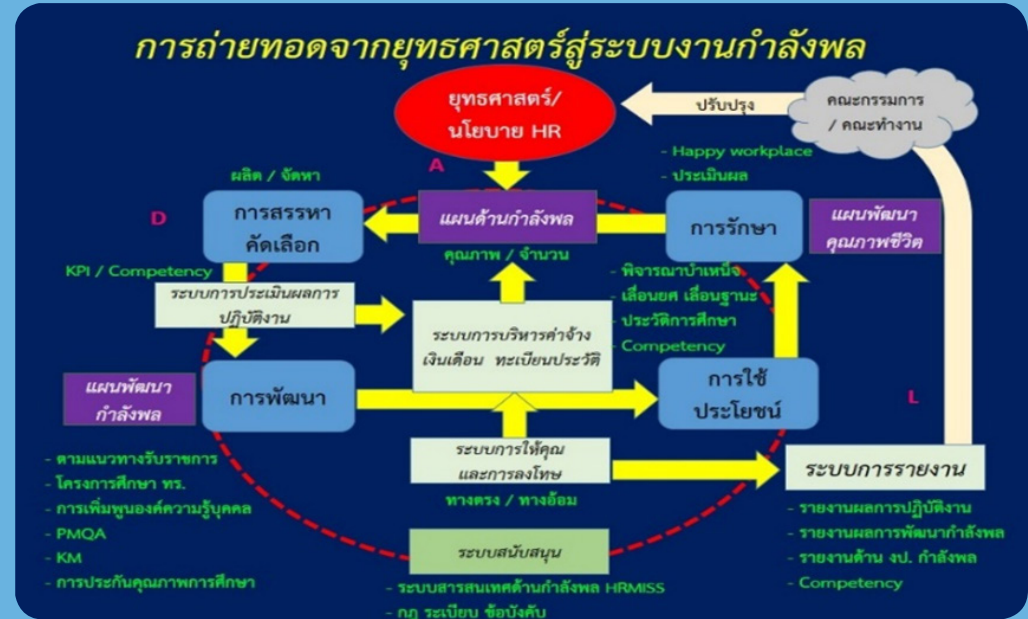 การถ่ายทอดจากยุทธศาสตร์สู่ระบบงานกำลังพล
ยุทธศาสตร์/
นโยบาย HR
ปรับปรุง
คณะกรรมการ
/ คณะทำงาน
A
- Happy workplace
- ประเมินผล
ผลิต / จัดหา
D
การสรรหา
คัดเลือก
แผนด้านกำลังพล
การรักษา
แผนพัฒนา
คุณภาพชีวิต
คุณภาพ / จำนวน
KPI / Competency
ระบบการประเมินผลการ
ปฏิบัติงาน
- พิจารณาบำเหน็จ
- เลื่อนยศ เลื่อนฐานะ
- ประวัติการศึกษา
- Competency
ระบบการบริหารค่าจ้าง
เงินเดือน ทะเบียนประวัติ
แผนพัฒนา
กำลังพล
การพัฒนา
การใช้
ประโยชน์
L
ระบบการให้คุณ
และการลงโทษ
ทางตรง / ทางอ้อม
ระบบการรายงาน
- ตามแนวทางรับราชการ
- โครงการศึกษา ทร.
- การเพิ่มพูนองค์ความรู้บุคคล
- PMQA
- KM
- การประกันคุณภาพการศึกษา
- รายงานผลการปฏิบัติงาน
- รายงานผลการพัฒนากำลังพล
- รายงานด้าน งป. กำลังพล
- Competency
ระบบสนับสนุน
- ระบบสารสนเทศด้านกำลังพล HRMISS
- กฎ ระเบียบ ข้อบังคับ